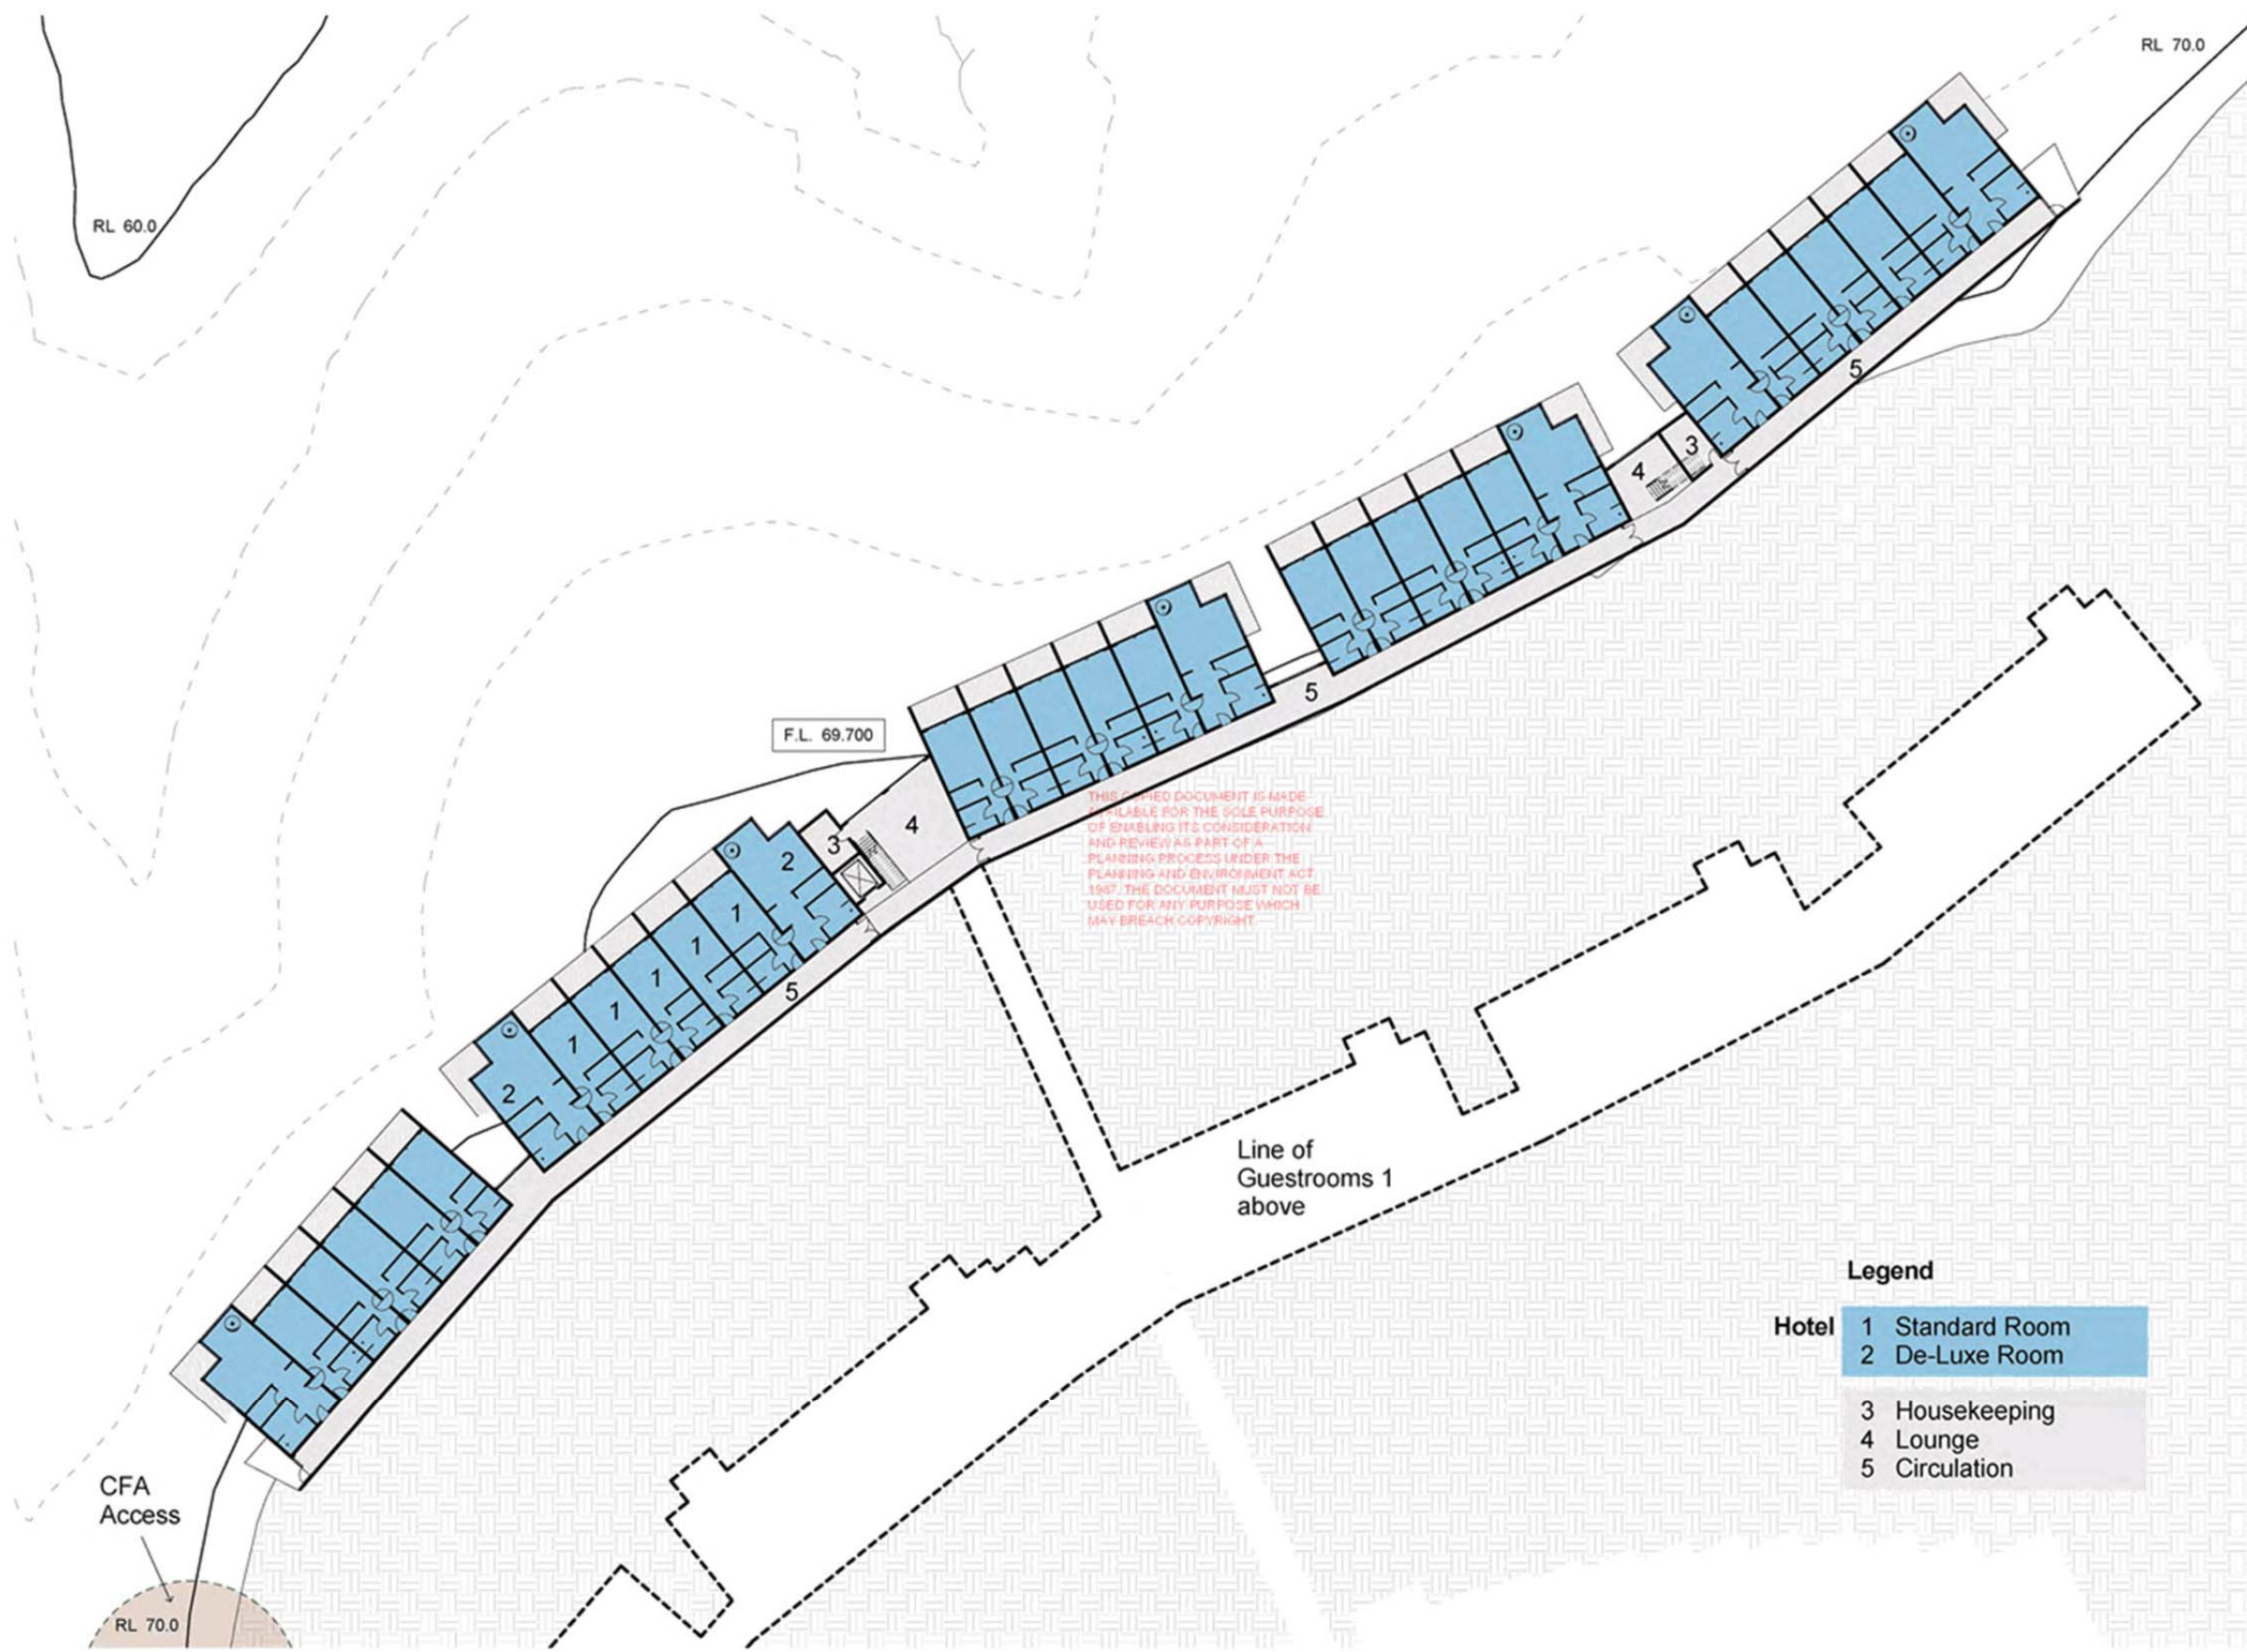 RL 70.0
RL 60.0
5
3
4
5
F.L. 69.700
4
3
2
1
1
1
1
1
2
5
THIS COPIED DOCUMENT IS MADE
AVAILABLE FOR THE SOLE PURPOSE
OF ENABLING ITS CONSIDERATION
AND REVIEW AS PART OF A
PLANNING PROCESS UNDER THE
PLANNING AND ENVIRONMENT ACT
1987. THE DOCUMENT MUST NOT BE
USED FOR ANY PURPOSE WHICH
MAY BREACH COPYRIGHT.
Line of
Guestrooms 1
above
Legend
Hotel 1 Standard Room
2 De-Luxe Room
3 Housekeeping
4 Lounge
5 Circulation
CFA
Access
RL 70.0